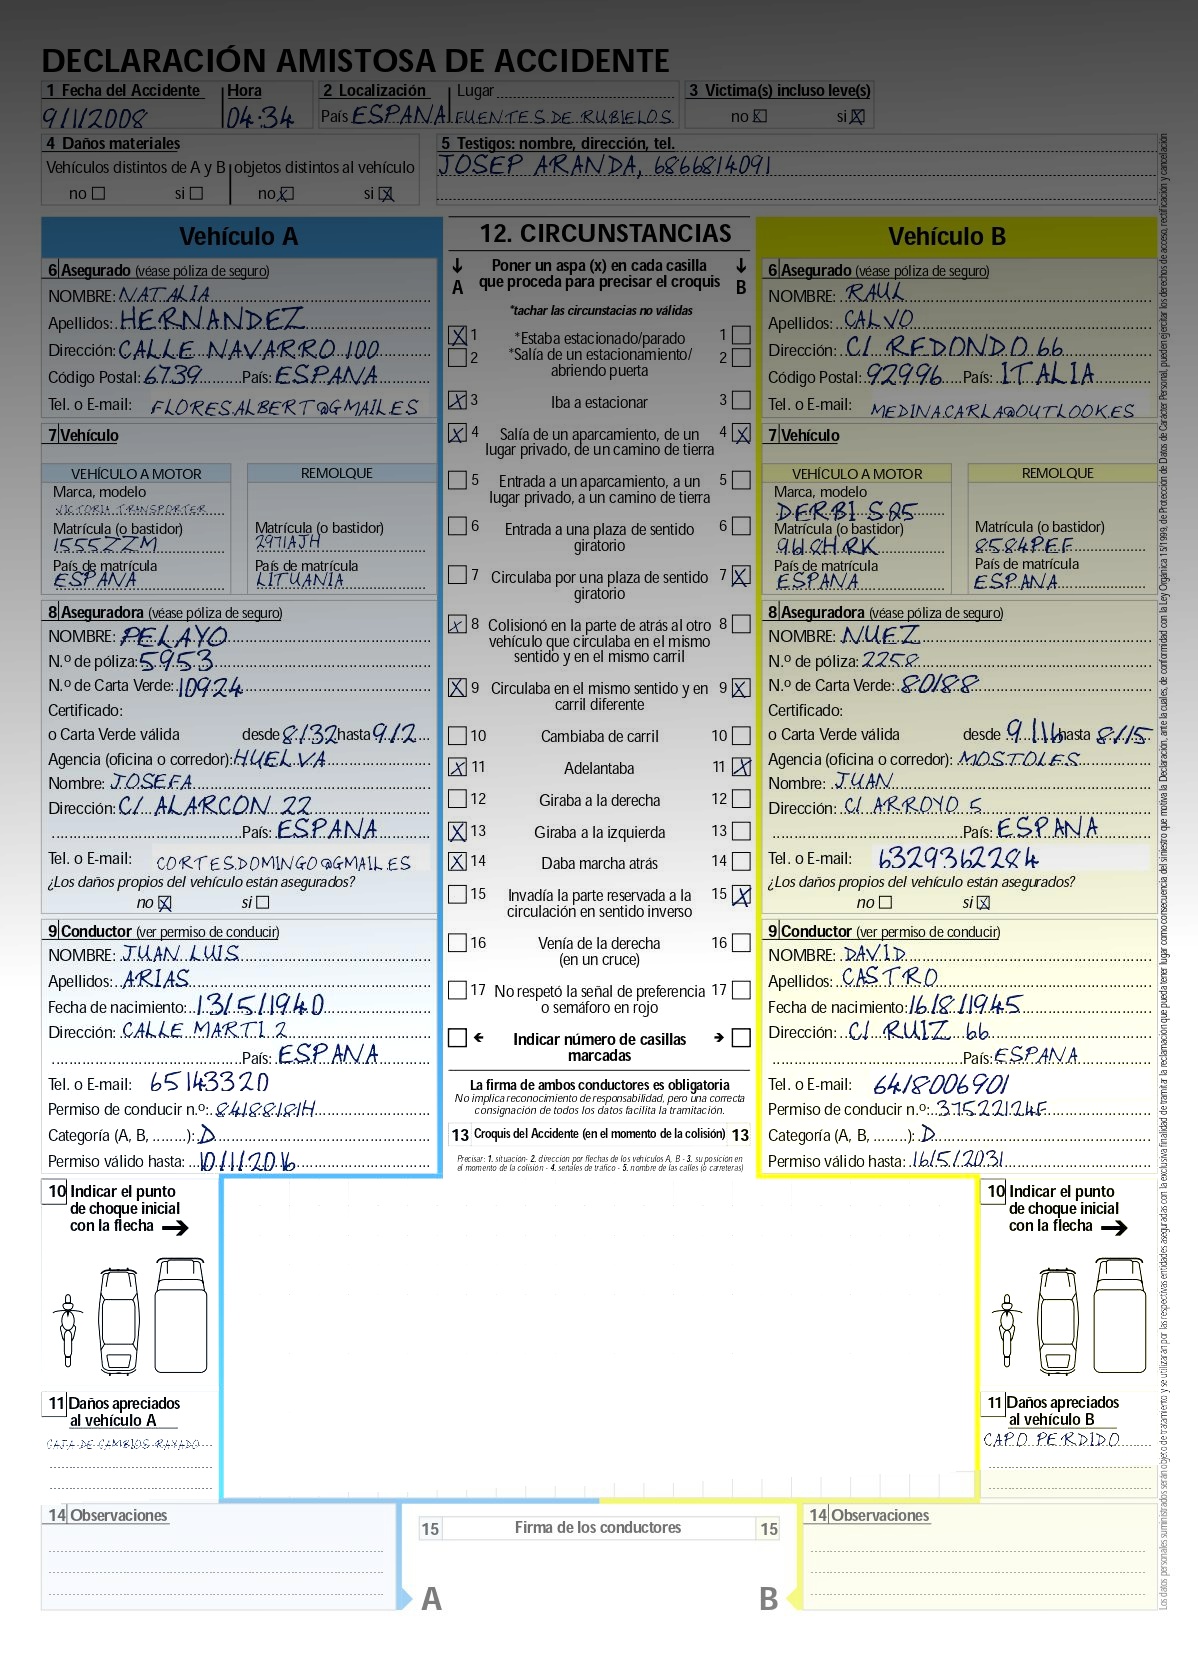 DECLARACIÓN AMISTOSA DE ACCIDENTE
1 Fecha del Accidente Hora 2 Localización Lugar 3 Victima(s) incluso leve(s)
9/1/2008 04:34 País ESPANA FUENTES DE RUBIELOS no si
4 Daños materiales
Vehículos distintos de A y B objetos distintos al vehículo
no si no si
5 Testigos: nombre, dirección, tel.
JOSEP ARANDA, 6866814091
Vehículo A
6 Asegurado (véase póliza de seguro)
NOMBRE: NATALIA
Apellidos: HERNANDEZ
Dirección: CALLE NAVARRO 100
Código Postal: 6739 País: ESPANA
Tel. o E-mail: FLORES.ALBERT@GMAIL.ES
7 Vehículo
VEHÍCULO A MOTOR REMOLQUE
Marca, modelo
VICTORIA TRANSPORTER
Matrícula (o bastidor) Matrícula (o bastidor)
1555ZZM 2971AJH
País de matrícula País de matrícula
ESPANA LITUANIA
8 Aseguradora (véase póliza de seguro)
NOMBRE: PELAYO
N.º de póliza: 5953
N.º de Carta Verde: 10924
Certificado:
o Carta Verde válida desde 8/32 hasta 9/2
Agencia (oficina o corredor): HUELVA
Nombre: JOSEFA
Dirección: C/ ALARCON 22
País: ESPANA
Tel. o E-mail: CORTES.DOMINGO@GMAIL.ES
¿Los daños propios del vehículo están asegurados?
no si
9 Conductor (ver permiso de conducir)
NOMBRE: JUAN LUIS
Apellidos: ARIAS
Fecha de nacimiento: 13/5/1940
Dirección: CALLE MARTI 2
País: ESPANA
Tel. o E-mail: 65143320
Permiso de conducir n.º: 84188181H
Categoría (A, B, ........): D
Permiso válido hasta: 10/1/2016
12. CIRCUNSTANCIAS
A Poner un aspa (x) en cada casilla que proceda para precisar el croquis B
*tachar las circunstacias no válidas
1 *Estaba estacionado/parado 1
2 *Salía de un estacionamiento/ 2
abriendo puerta
3 Iba a estacionar 3
4 Salía de un aparcamiento, de un 4
lugar privado, de un camino de tierra
5 Entrada a un aparcamiento, a un 5
lugar privado, a un camino de tierra
6 Entrada a una plaza de sentido 6
giratorio
7 Circulaba por una plaza de sentido 7
giratorio
8 Colisionó en la parte de atrás al otro 8
vehículo que circulaba en el mismo
sentido y en el mismo carril
9 Circulaba en el mismo sentido y en 9
carril diferente
10 Cambiaba de carril 10
11 Adelantaba 11
12 Giraba a la derecha 12
13 Giraba a la izquierda 13
14 Daba marcha atrás 14
15 Invadía la parte reservada a la 15
circulación en sentido inverso
16 Venía de la derecha 16
(en un cruce)
17 No respetó la señal de preferencia 17
o semáforo en rojo
Indicar número de casillas
marcadas
La firma de ambos conductores es obligatoria
No implica reconocimiento de responsabilidad, pero una correcta
consignación de todos los datos facilita la tramitación.
13 Croquis del Accidente (en el momento de la colisión) 13
Precisar: 1. situación- 2. dirección por flechas de los vehículos A, B - 3. su posición en
el momento de la colisión - 4. señales de tráfico - 5. nombre de las calles (o carreteras)
Vehículo B
6 Asegurado (véase póliza de seguro)
NOMBRE: RAUL
Apellidos: CALVO
Dirección: C/ REDONDO 66
Código Postal: 92996 País: ITALIA
Tel. o E-mail: MEDINA.CARLA@OUTLOOK.ES
7 Vehículo
VEHÍCULO A MOTOR REMOLQUE
Marca, modelo
DERBI S25
Matrícula (o bastidor) Matrícula (o bastidor)
9618HRK 8584PEF
País de matrícula País de matrícula
ESPANA ESPANA
8 Aseguradora (véase póliza de seguro)
NOMBRE: NUEZ
N.º de póliza: 2258
N.º de Carta Verde: 80188
Certificado:
o Carta Verde válida desde 9/16 hasta 8/15
Agencia (oficina o corredor): MOSTOLES
Nombre: JUAN
Dirección: C/ ARROYO 5
País: ESPANA
Tel. o E-mail: 6329362284
¿Los daños propios del vehículo están asegurados?
no si
9 Conductor (ver permiso de conducir)
NOMBRE: DAVID
Apellidos: CASTRO
Fecha de nacimiento: 16/8/1945
Dirección: C/ RUIZ 66
País: ESPANA
Tel. o E-mail: 6418006901
Permiso de conducir n.º: 37522124F
Categoría (A, B, ........): D
Permiso válido hasta: 16/5/2031
10 Indicar el punto
de choque inicial
con la flecha
11 Daños apreciados
al vehículo A
CAJA DE CAMBIOS RAYADO
10 Indicar el punto
de choque inicial
con la flecha
11 Daños apreciados
al vehículo B
CAPO PERDIDO
14 Observaciones
15 Firma de los conductores 15
A B
14 Observaciones